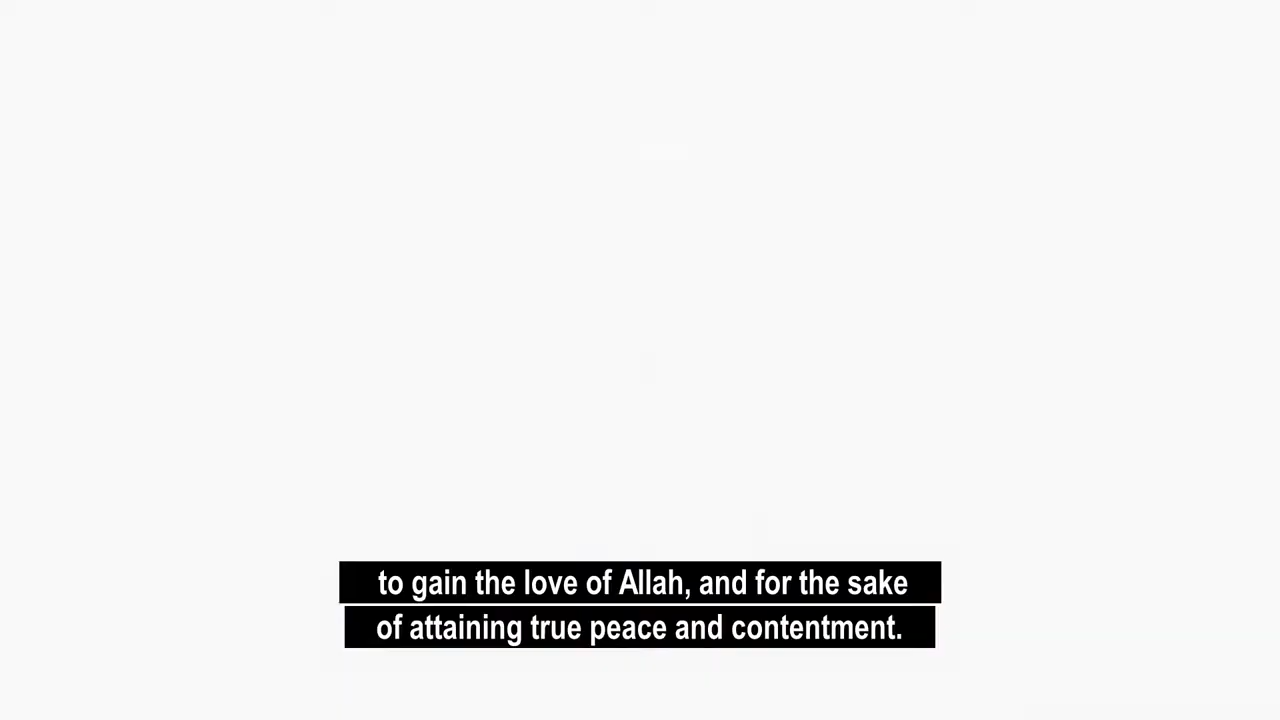 to gain the love of Allah, and for the sake
of attaining true peace and contentment.